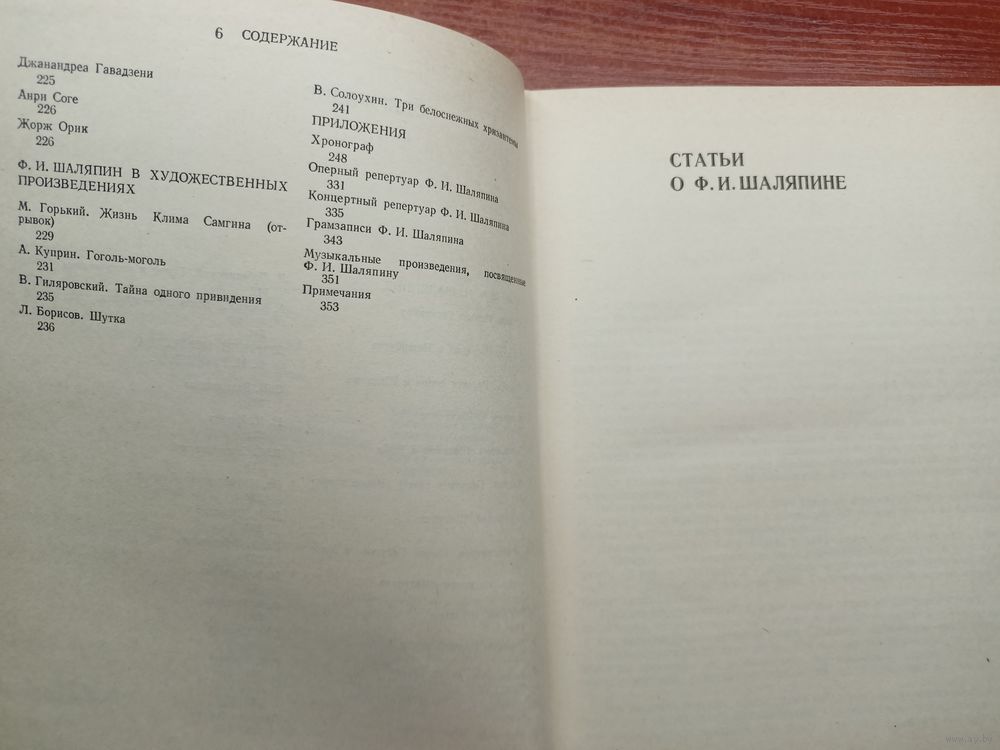 6 СОДЕРЖАНИЕ
Джанандреа Гавадзени
225
Анри Соге
226
Жорж Орик
226
Ф. И. ШАЛЯПИН В ХУДОЖЕСТВЕННЫХ
ПРОИЗВЕДЕНИЯХ
М. Горький. Жизнь Клима Самгина (от-
рывок)
229
А. Куприн. Гоголь-моголь
231
В. Гиляровский. Тайна одного привидения
235
Л. Борисов. Шутка
236
В. Солоухин. Три белоснежных хризантемы
241
ПРИЛОЖЕНИЯ
Хронограф
248
Оперный репертуар Ф. И. Шаляпина
331
Концертный репертуар Ф. И. Шаляпина
335
Грамзаписи Ф. И. Шаляпина
343
Музыкальные произведения, посвященные
Ф. И. Шаляпину
351
Примечания
353
СТАТЬИ
О Ф. И. ШАЛЯПИНЕ
www.ay.by